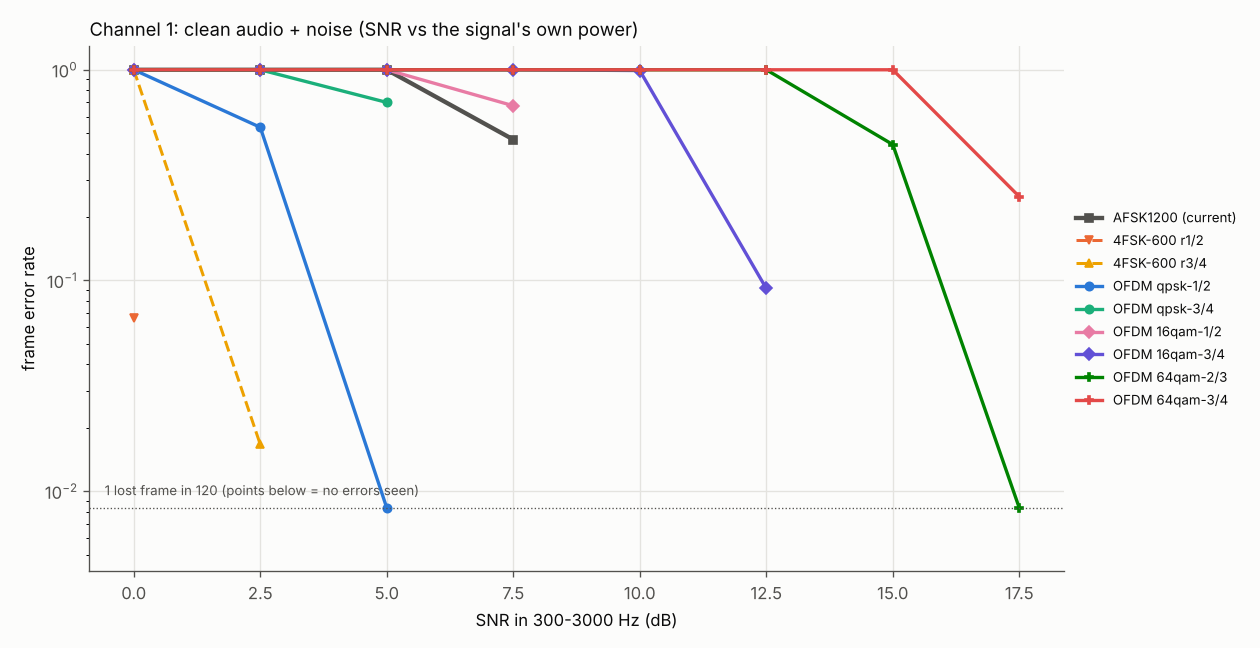 Channel 1: clean audio + noise (SNR vs the signal's own power)
10⁰
10⁻¹
10⁻²
frame error rate
1 lost frame in 120 (points below = no errors seen)
0.0 2.5 5.0 7.5 10.0 12.5 15.0 17.5
SNR in 300-3000 Hz (dB)
AFSK1200 (current)
4FSK-600 r1/2
4FSK-600 r3/4
OFDM qpsk-1/2
OFDM qpsk-3/4
OFDM 16qam-1/2
OFDM 16qam-3/4
OFDM 64qam-2/3
OFDM 64qam-3/4